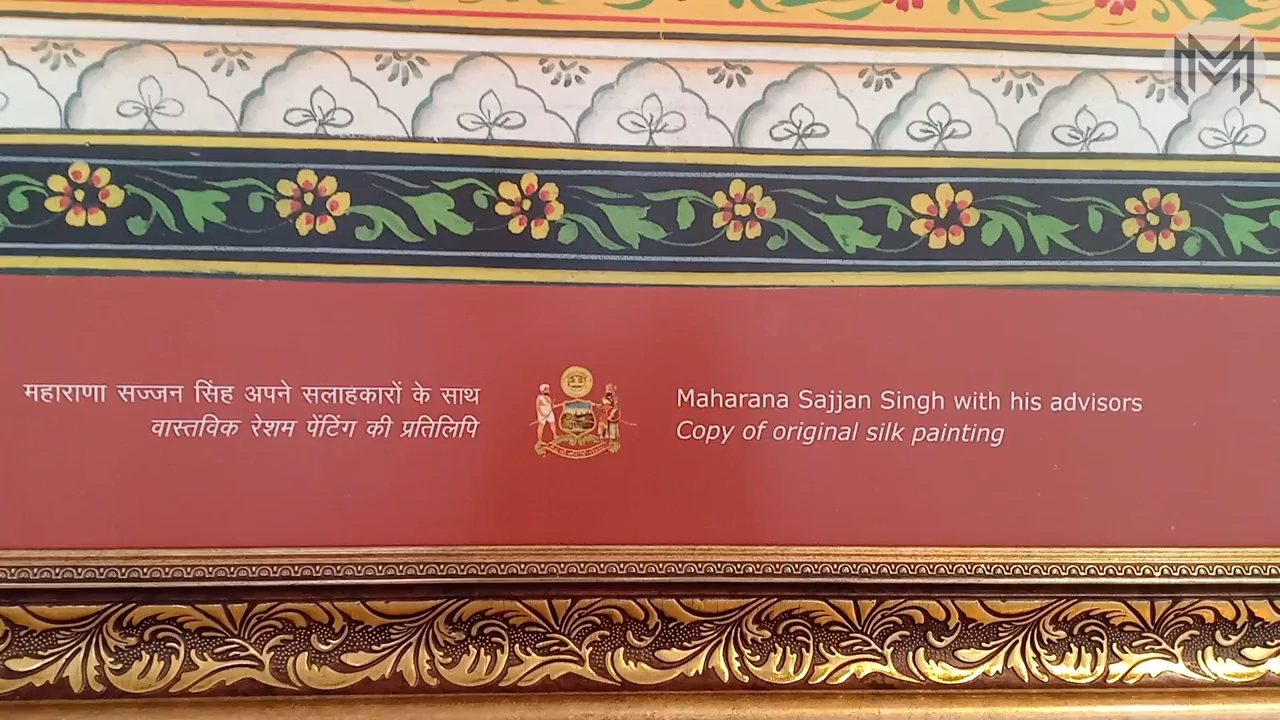 महाराणा सज्जन सिंह अपने सलाहकारों के साथ
वास्तविक रेशम पेंटिंग की प्रतिलिपि
Maharana Sajjan Singh with his advisors
Copy of original silk painting